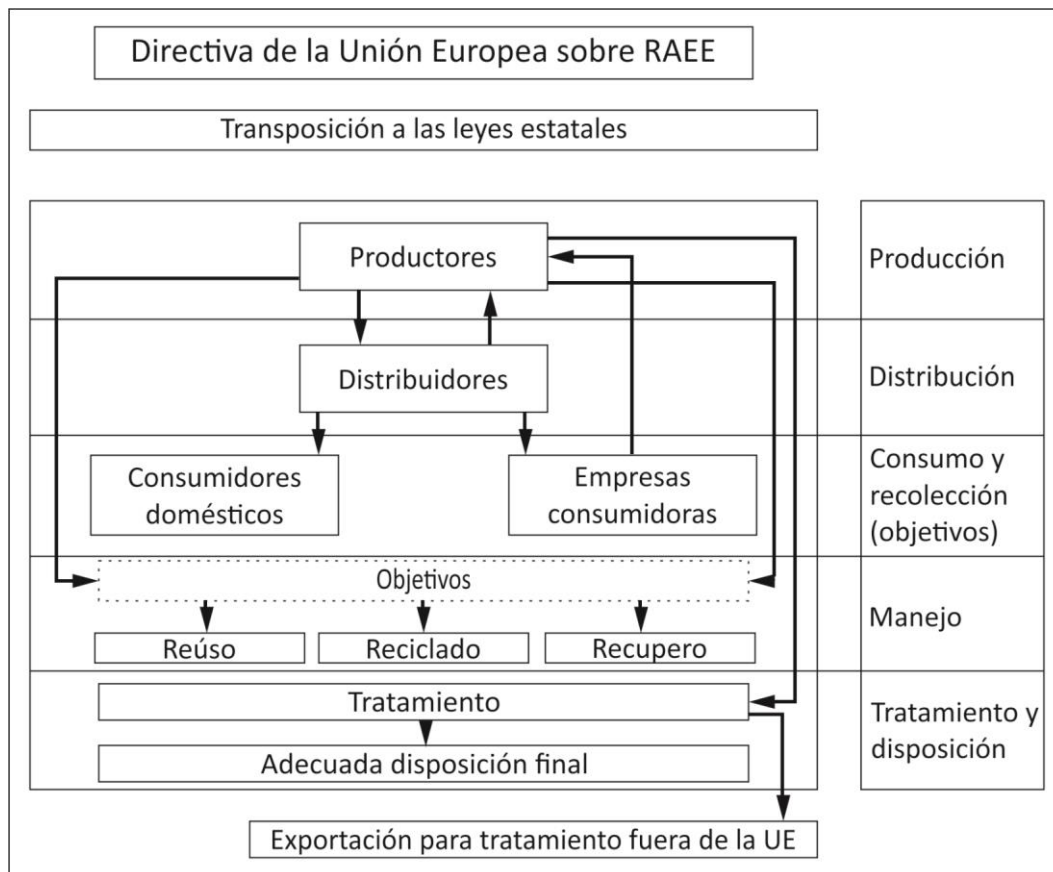 Directiva de la Unión Europea sobre RAEE
Transposición a las leyes estatales
Productores
Producción
Distribuidores
Distribución
Consumidores
domésticos
Empresas
consumidoras
Consumo y
recolección
(objetivos)
Objetivos
Reúso
Reciclado
Recupero
Manejo
Tratamiento
Adecuada disposición final
Tratamiento y
disposición
Exportación para tratamiento fuera de la UE